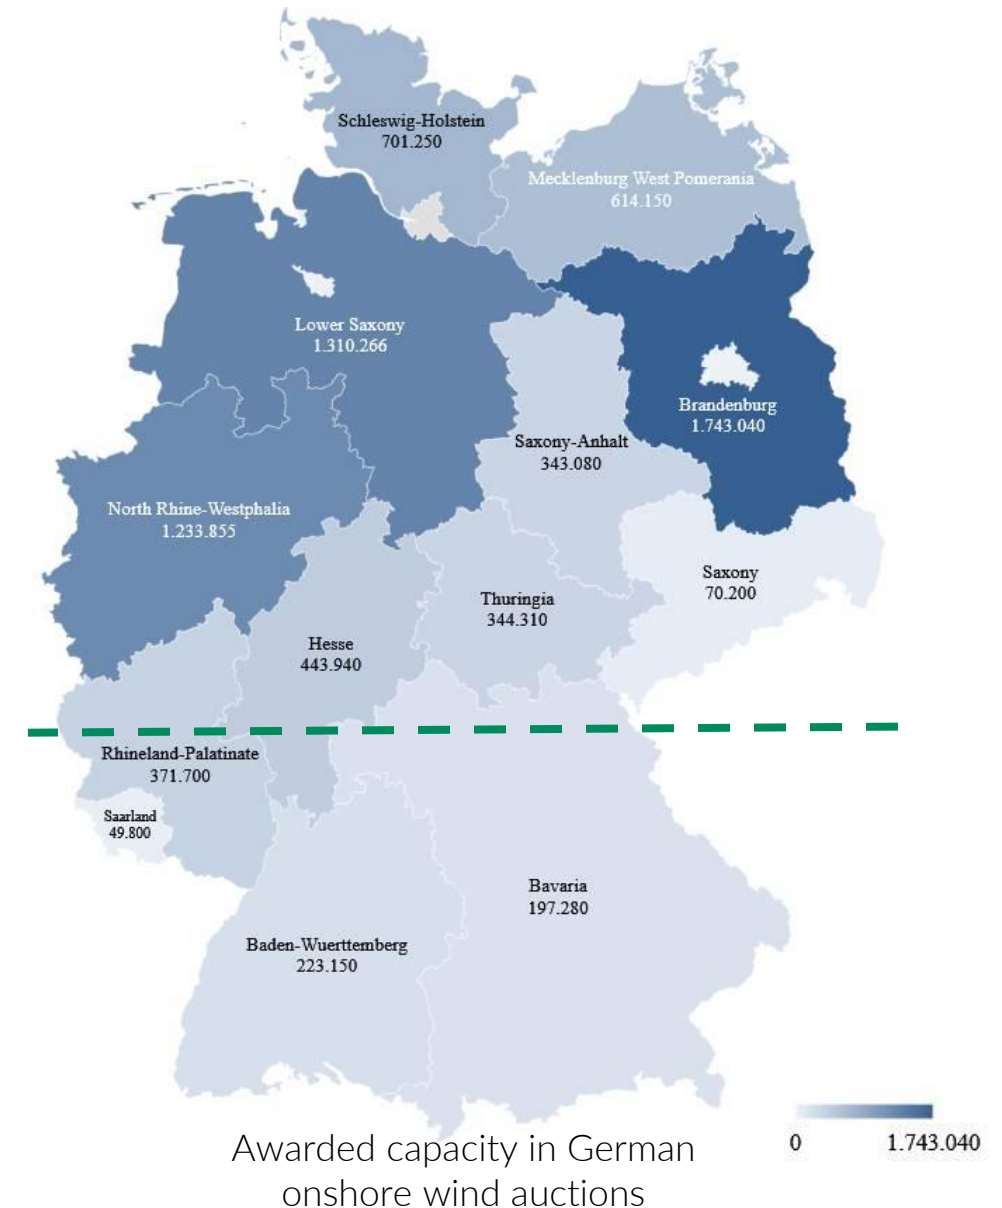 Schleswig-Holstein
701.250
Mecklenburg West Pomerania
614.150
Lower Saxony
1.310.266
Brandenburg
1.743.040
Saxony-Anhalt
343.080
North Rhine-Westphalia
1.233.855
Saxony
70.200
Thuringia
344.310
Hesse
443.940
Rhineland-Palatinate
371.700
Saarland
49.800
Bavaria
197.280
Baden-Wuerttemberg
223.150
0
1.743.040
Awarded capacity in German
onshore wind auctions